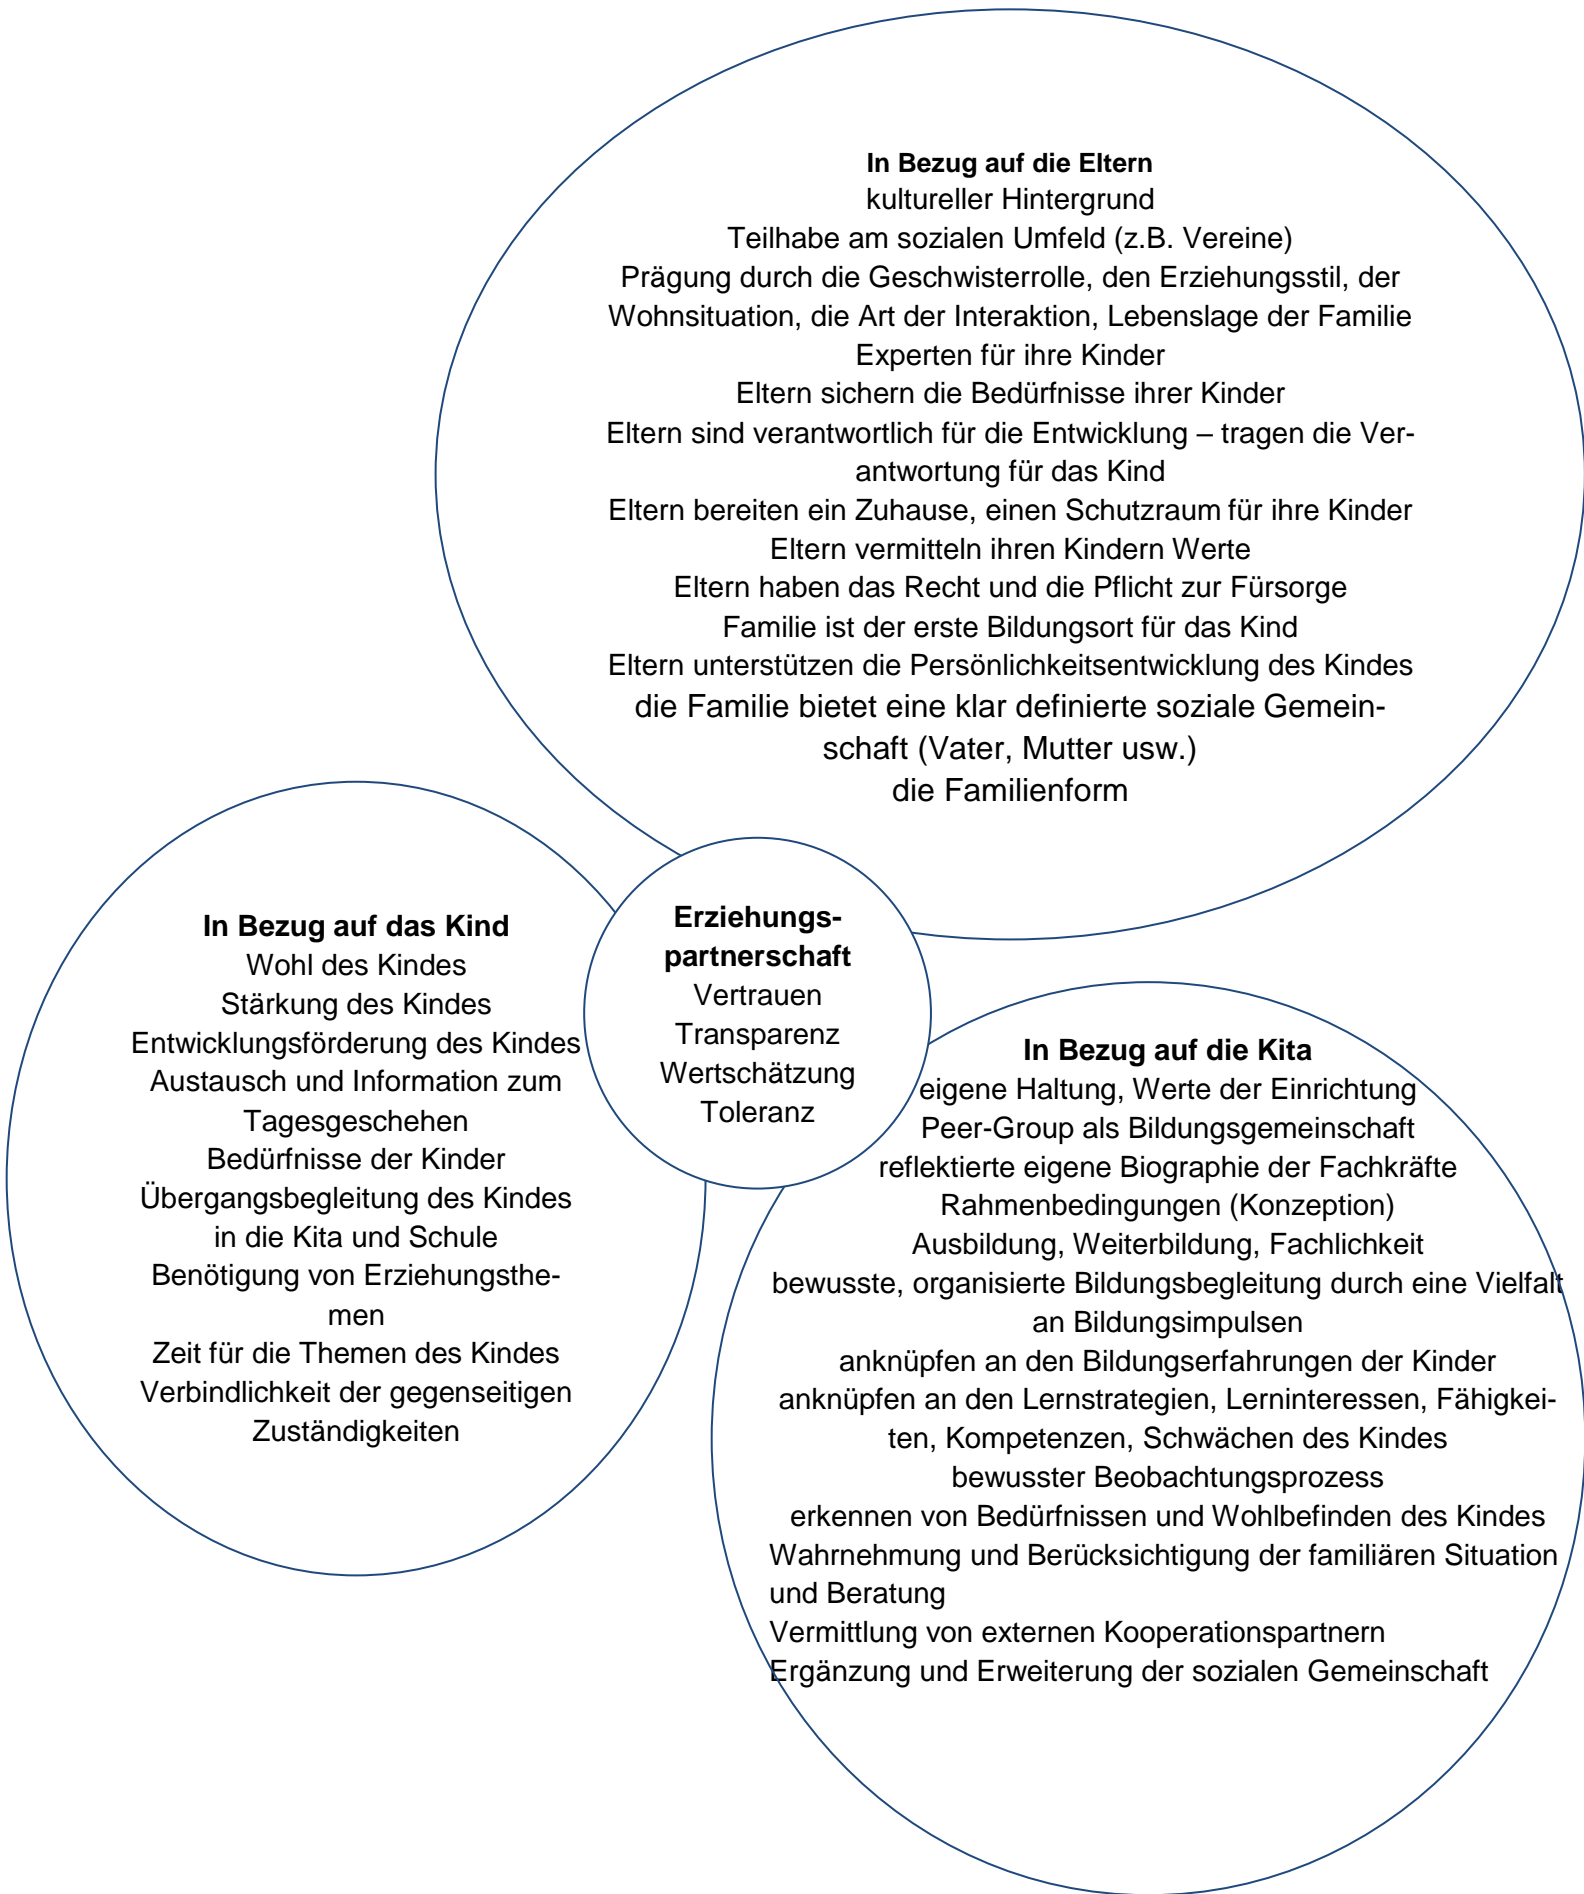 In Bezug auf die Eltern
kultureller Hintergrund
Teilhabe am sozialen Umfeld (z.B. Vereine)
Prägung durch die Geschwisterrolle, den Erziehungsstil, der
Wohnsituation, die Art der Interaktion, Lebenslage der Familie
Experten für ihre Kinder
Eltern sichern die Bedürfnisse ihrer Kinder
Eltern sind verantwortlich für die Entwicklung – tragen die Ver-
antwortung für das Kind
Eltern bereiten ein Zuhause, einen Schutzraum für ihre Kinder
Eltern vermitteln ihren Kindern Werte
Eltern haben das Recht und die Pflicht zur Fürsorge
Familie ist der erste Bildungsort für das Kind
Eltern unterstützen die Persönlichkeitsentwicklung des Kindes
die Familie bietet eine klar definierte soziale Gemein-
schaft (Vater, Mutter usw.)
die Familienform
In Bezug auf das Kind
Wohl des Kindes
Stärkung des Kindes
Entwicklungsförderung des Kindes
Austausch und Information zum
Tagesgeschehen
Bedürfnisse der Kinder
Übergangsbegleitung des Kindes
in die Kita und Schule
Benötigung von Erziehungsthe-
men
Zeit für die Themen des Kindes
Verbindlichkeit der gegenseitigen
Zuständigkeiten
Erziehungs-
partnerschaft
Vertrauen
Transparenz
Wertschätzung
Toleranz
In Bezug auf die Kita
eigene Haltung, Werte der Einrichtung
Peer-Group als Bildungsgemeinschaft
reflektierte eigene Biographie der Fachkräfte
Rahmenbedingungen (Konzeption)
Ausbildung, Weiterbildung, Fachlichkeit
bewusste, organisierte Bildungsbegleitung durch eine Vielfalt
an Bildungsimpulsen
anknüpfen an den Bildungserfahrungen der Kinder
anknüpfen an den Lernstrategien, Lerninteressen, Fähigkei-
ten, Kompetenzen, Schwächen des Kindes
bewusster Beobachtungsprozess
erkennen von Bedürfnissen und Wohlbefinden des Kindes
Wahrnehmung und Berücksichtigung der familiären Situation
und Beratung
Vermittlung von externen Kooperationspartnern
Ergänzung und Erweiterung der sozialen Gemeinschaft